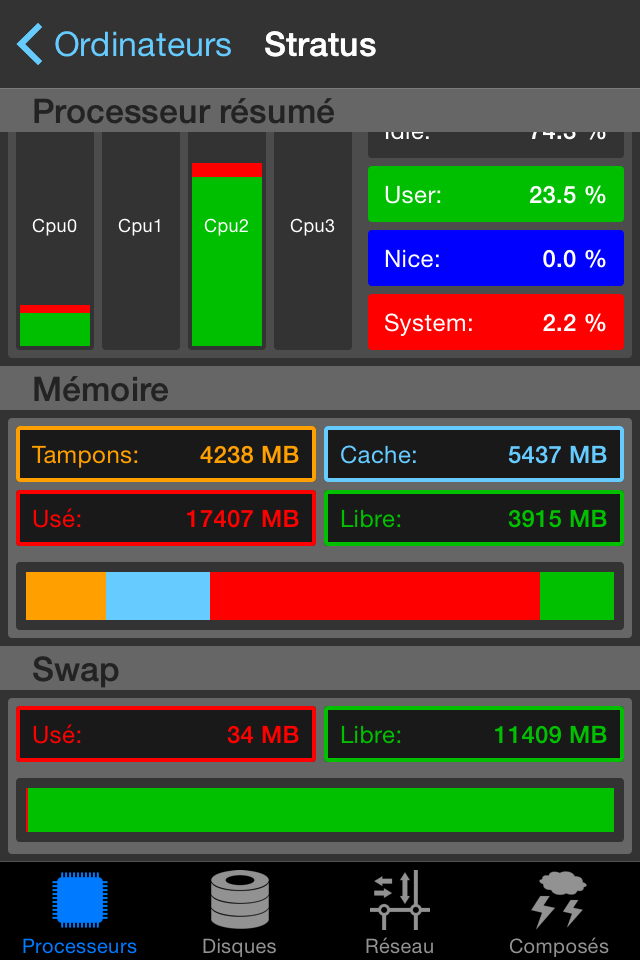 Ordinateurs Stratus
Processeur résumé
Idle: 74.3 %
Cpu0 Cpu1 Cpu2 Cpu3
User: 23.5 %
Nice: 0.0 %
System: 2.2 %
Mémoire
Tampons: 4238 MB Cache: 5437 MB
Usé: 17407 MB Libre: 3915 MB
Swap
Usé: 34 MB Libre: 11409 MB
Processeurs Disques Réseau Composés